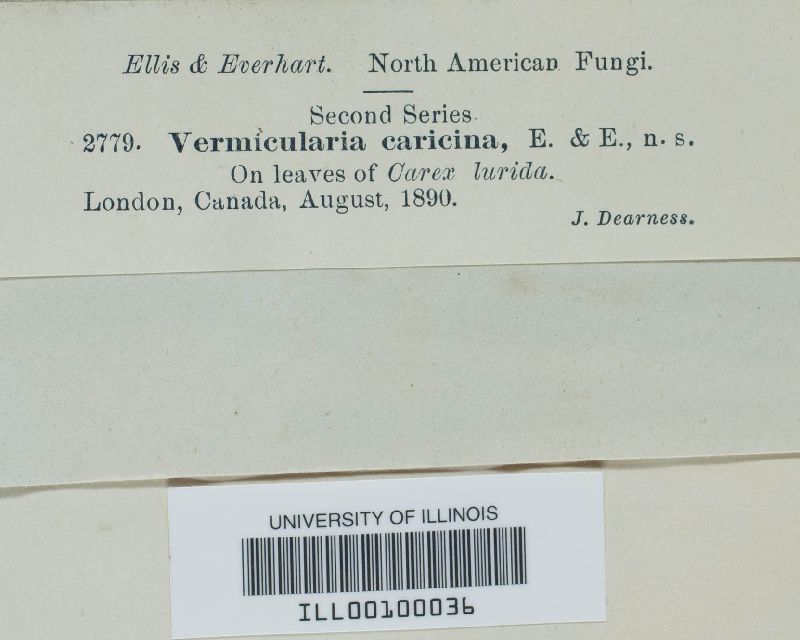 Ellis & Everhart. North American Fungi.
Second Series.
2779. Vermicularia caricina, E. & E., n. s.
On leaves of Carex lurida.
London, Canada, August, 1890.
J. Dearness.
UNIVERSITY OF ILLINOIS
ILL00100036